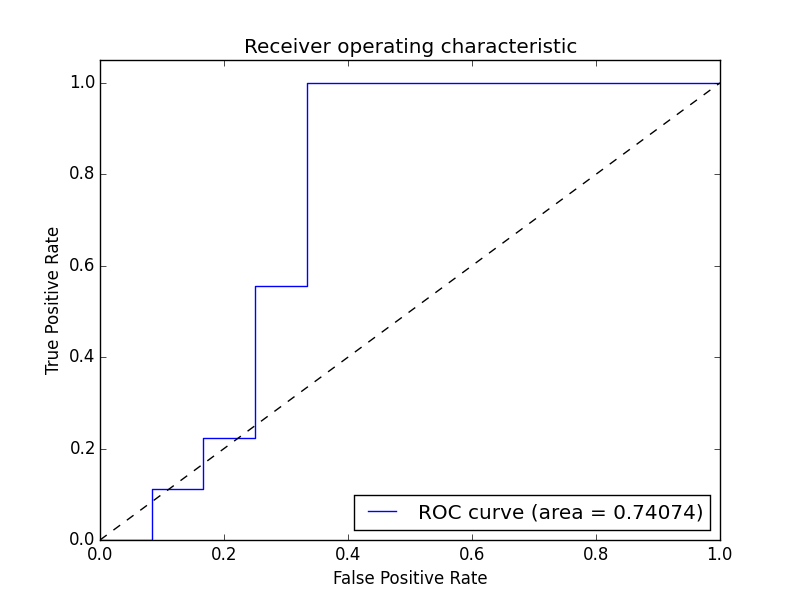 Receiver operating characteristic
1.0
0.8
0.6
0.4
0.2
0.0
True Positive Rate
ROC curve (area = 0.74074)
0.0 0.2 0.4 0.6 0.8 1.0
False Positive Rate